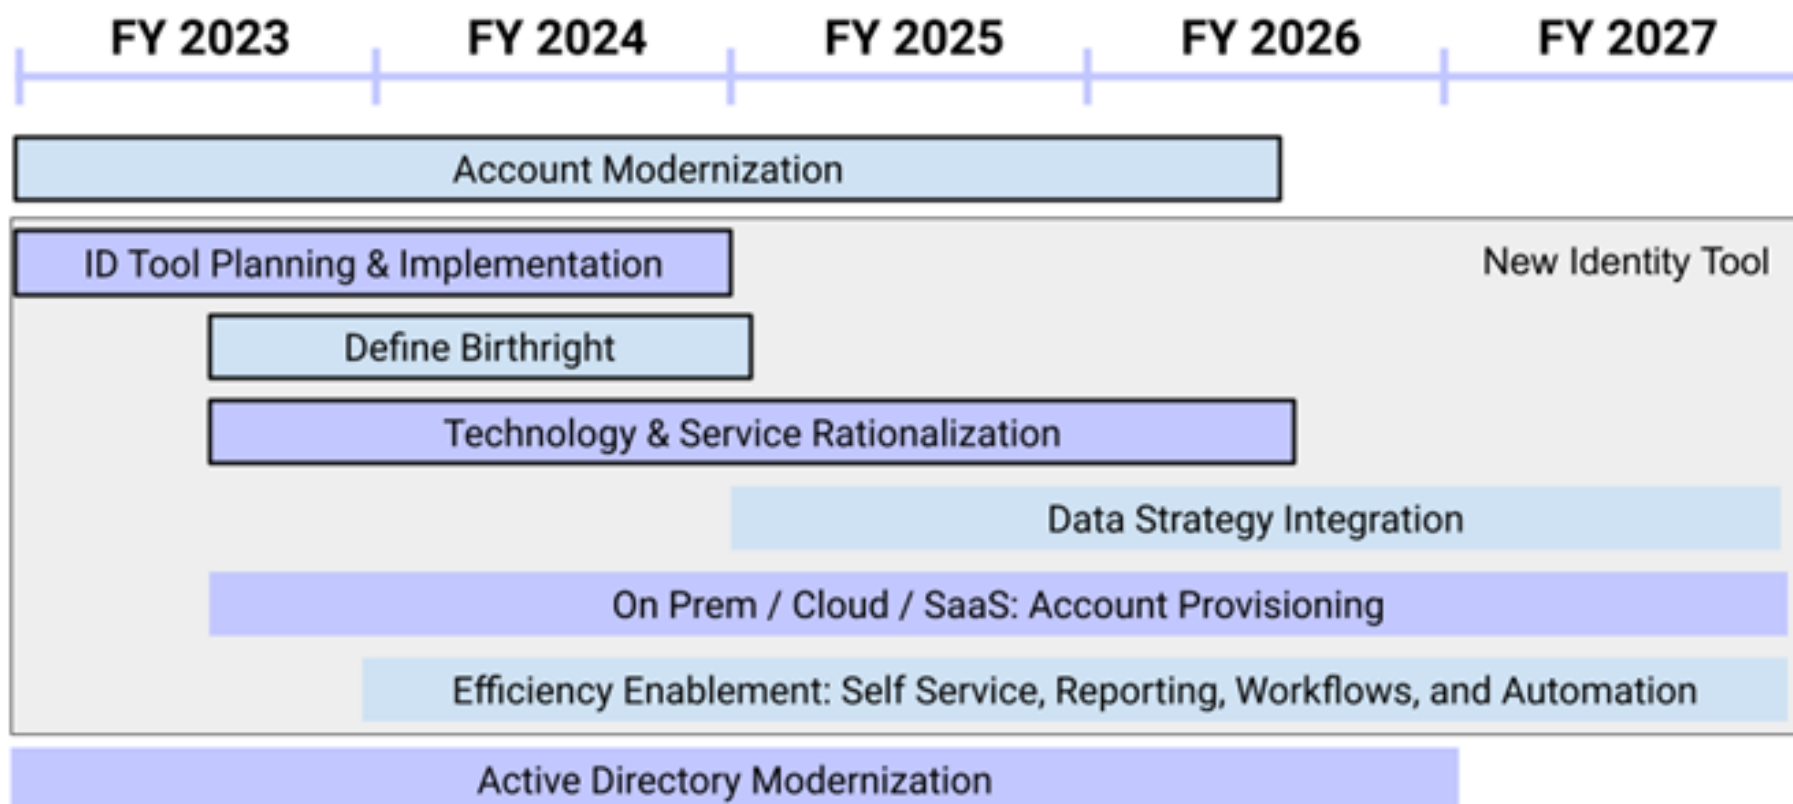 FY 2023 FY 2024 FY 2025 FY 2026 FY 2027
Account Modernization
ID Tool Planning & Implementation
New Identity Tool
Define Birthright
Technology & Service Rationalization
Data Strategy Integration
On Prem / Cloud / SaaS: Account Provisioning
Efficiency Enablement: Self Service, Reporting, Workflows, and Automation
Active Directory Modernization